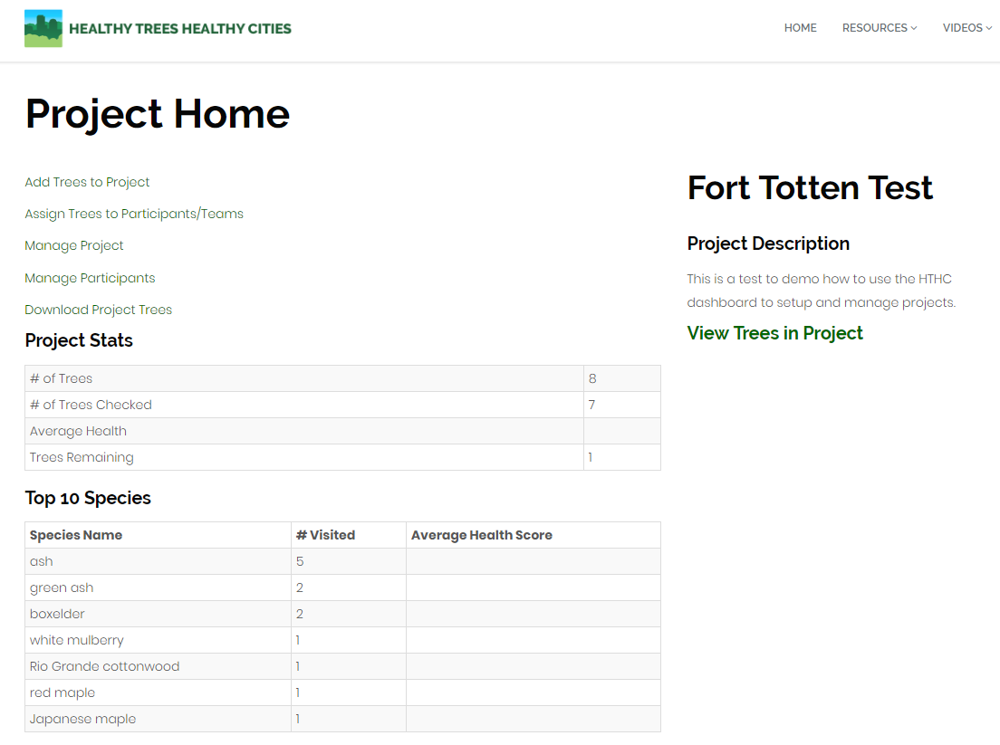 HEALTHY TREES HEALTHY CITIES
HOME RESOURCES VIDEOS
Project Home
Add Trees to Project
Assign Trees to Participants/Teams
Manage Project
Manage Participants
Download Project Trees
Project Stats
# of Trees 8
# of Trees Checked 7
Average Health
Trees Remaining 1
Top 10 Species
Species Name # Visited Average Health Score
ash 5
green ash 2
boxelder 2
white mulberry 1
Rio Grande cottonwood 1
red maple 1
Japanese maple 1
Fort Totten Test
Project Description
This is a test to demo how to use the HTHC
dashboard to setup and manage projects.
View Trees in Project